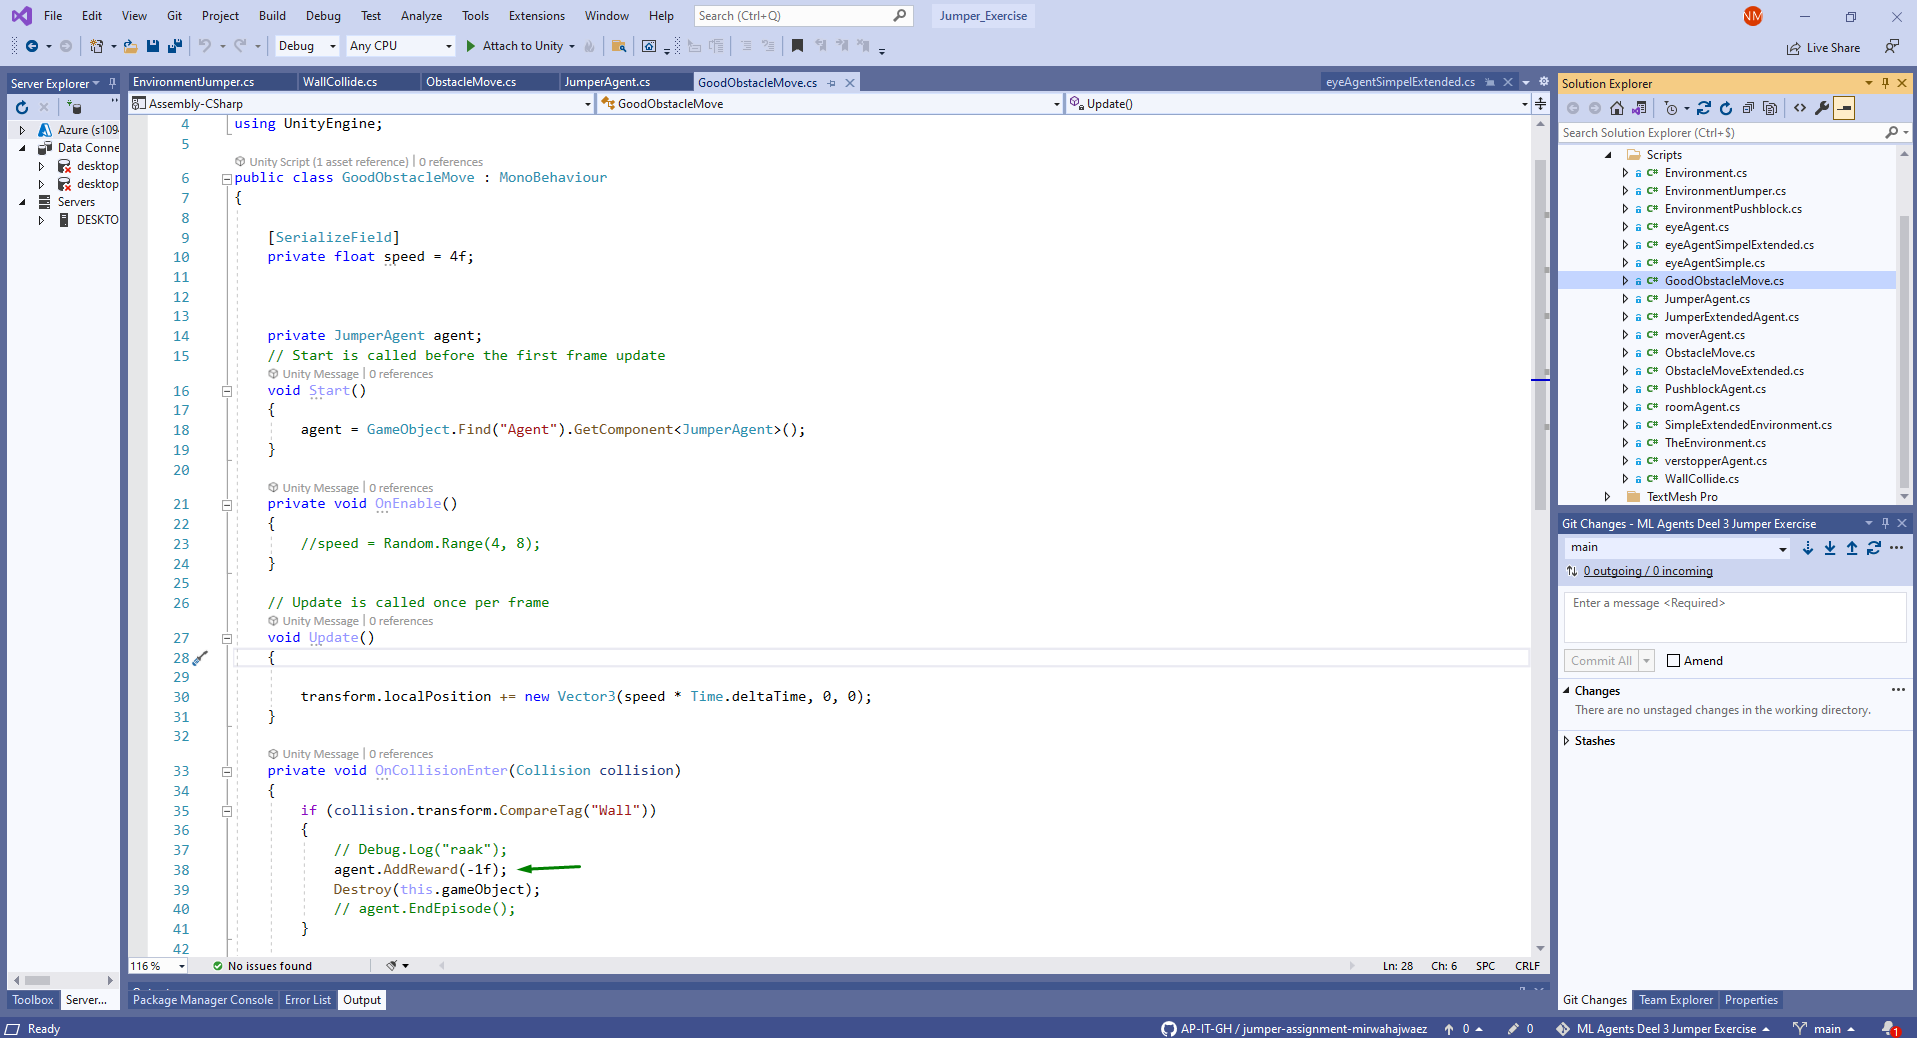 File Edit View Git Project Build Debug Test Analyze Tools Extensions Window Help Search (Ctrl+Q) Jumper_Exercise NM
Debug Any CPU Attach to Unity Live Share
Server Explorer
Azure (s109
Data Conne
desktop
desktop
Servers
DESKTO
Toolbox Server...
EnvironmentJumper.cs WallCollide.cs ObstacleMove.cs JumperAgent.cs GoodObstacleMove.cs eyeAgentSimpelExtended.cs
Assembly-CSharp GoodObstacleMove Update()
4 using UnityEngine;
5
Unity Script (1 asset reference) | 0 references
6 public class GoodObstacleMove : MonoBehaviour
7 {
8
9 [SerializeField]
10 private float speed = 4f;
11
12
13
14 private JumperAgent agent;
15 // Start is called before the first frame update
Unity Message | 0 references
16 void Start()
17 {
18 agent = GameObject.Find("Agent").GetComponent<JumperAgent>();
19 }
20
Unity Message | 0 references
21 private void OnEnable()
22 {
23 //speed = Random.Range(4, 8);
24 }
25
26 // Update is called once per frame
Unity Message | 0 references
27 void Update()
28 {
29
30 transform.localPosition += new Vector3(speed * Time.deltaTime, 0, 0);
31 }
32
Unity Message | 0 references
33 private void OnCollisionEnter(Collision collision)
34 {
35 if (collision.transform.CompareTag("Wall"))
36 {
37 // Debug.Log("raak");
38 agent.AddReward(-1f);
39 Destroy(this.gameObject);
40 // agent.EndEpisode();
41 }
42
116 % No issues found Ln: 28 Ch: 6 SPC CRLF
Package Manager Console Error List Output
Solution Explorer
Search Solution Explorer (Ctrl+$)
Scripts
C# Environment.cs
C# EnvironmentJumper.cs
C# EnvironmentPushblock.cs
C# eyeAgent.cs
C# eyeAgentSimpelExtended.cs
C# eyeAgentSimple.cs
C# GoodObstacleMove.cs
C# JumperAgent.cs
C# JumperExtendedAgent.cs
C# moverAgent.cs
C# ObstacleMove.cs
C# ObstacleMoveExtended.cs
C# PushblockAgent.cs
C# roomAgent.cs
C# SimpleExtendedEnvironment.cs
C# TheEnvironment.cs
C# verstopperAgent.cs
C# WallCollide.cs
TextMesh Pro
Git Changes - ML Agents Deel 3 Jumper Exercise
main
0 outgoing / 0 incoming
Enter a message <Required>
Commit All Amend
Changes
There are no unstaged changes in the working directory.
Stashes
Git Changes Team Explorer Properties
Ready AP-IT-GH / jumper-assignment-mirwahajwaez 0 0 ML Agents Deel 3 Jumper Exercise main 1